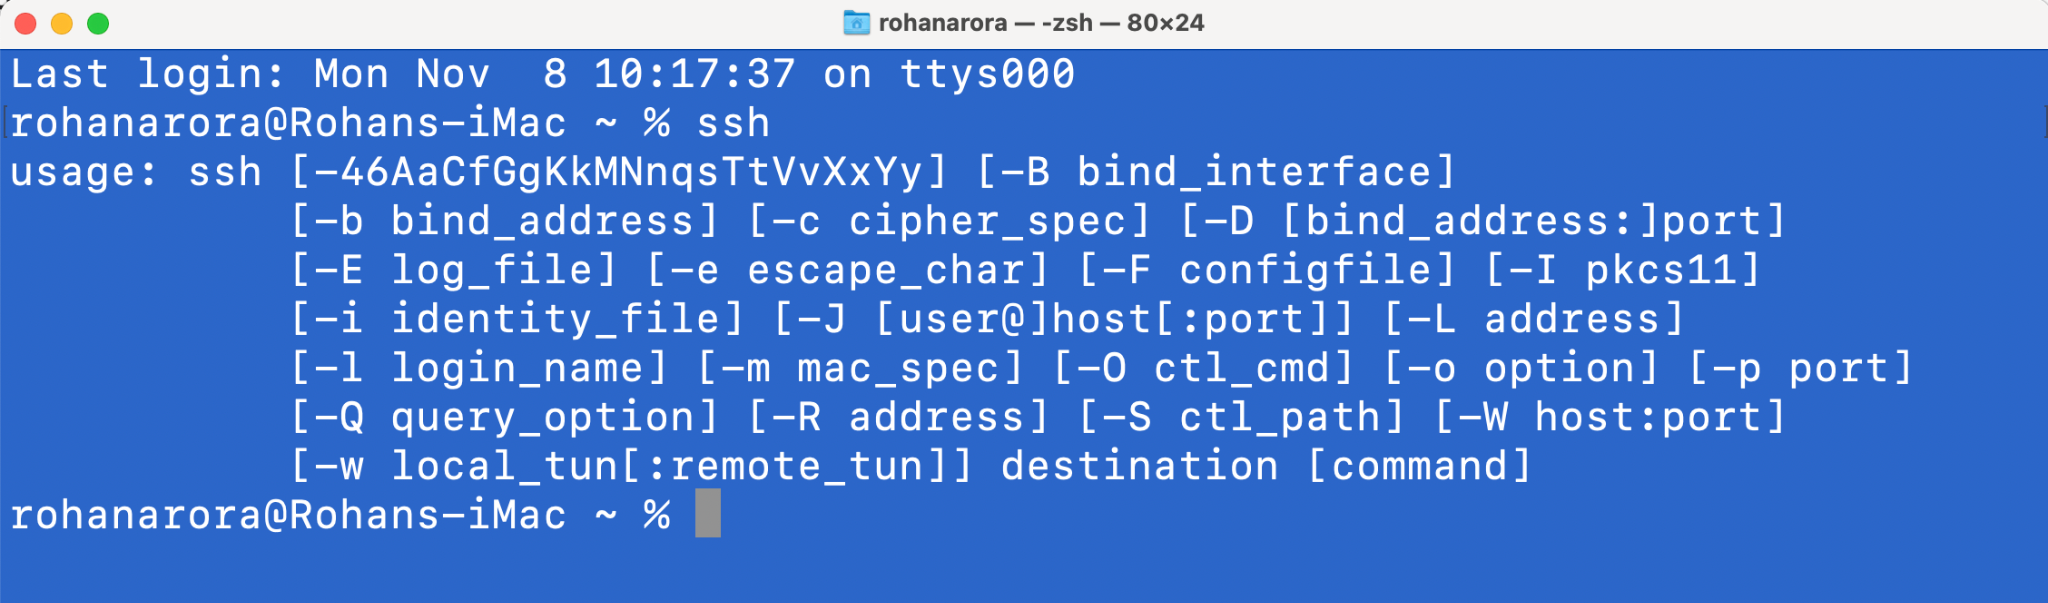 rohanarora — -zsh — 80×24
Last login: Mon Nov  8 10:17:37 on ttys000
rohanarora@Rohans-iMac ~ % ssh
usage: ssh [-46AaCfGgKkMNnqsTtVvXxYy] [-B bind_interface]
           [-b bind_address] [-c cipher_spec] [-D [bind_address:]port]
           [-E log_file] [-e escape_char] [-F configfile] [-I pkcs11]
           [-i identity_file] [-J [user@]host[:port]] [-L address]
           [-l login_name] [-m mac_spec] [-O ctl_cmd] [-o option] [-p port]
           [-Q query_option] [-R address] [-S ctl_path] [-W host:port]
           [-w local_tun[:remote_tun]] destination [command]
rohanarora@Rohans-iMac ~ %